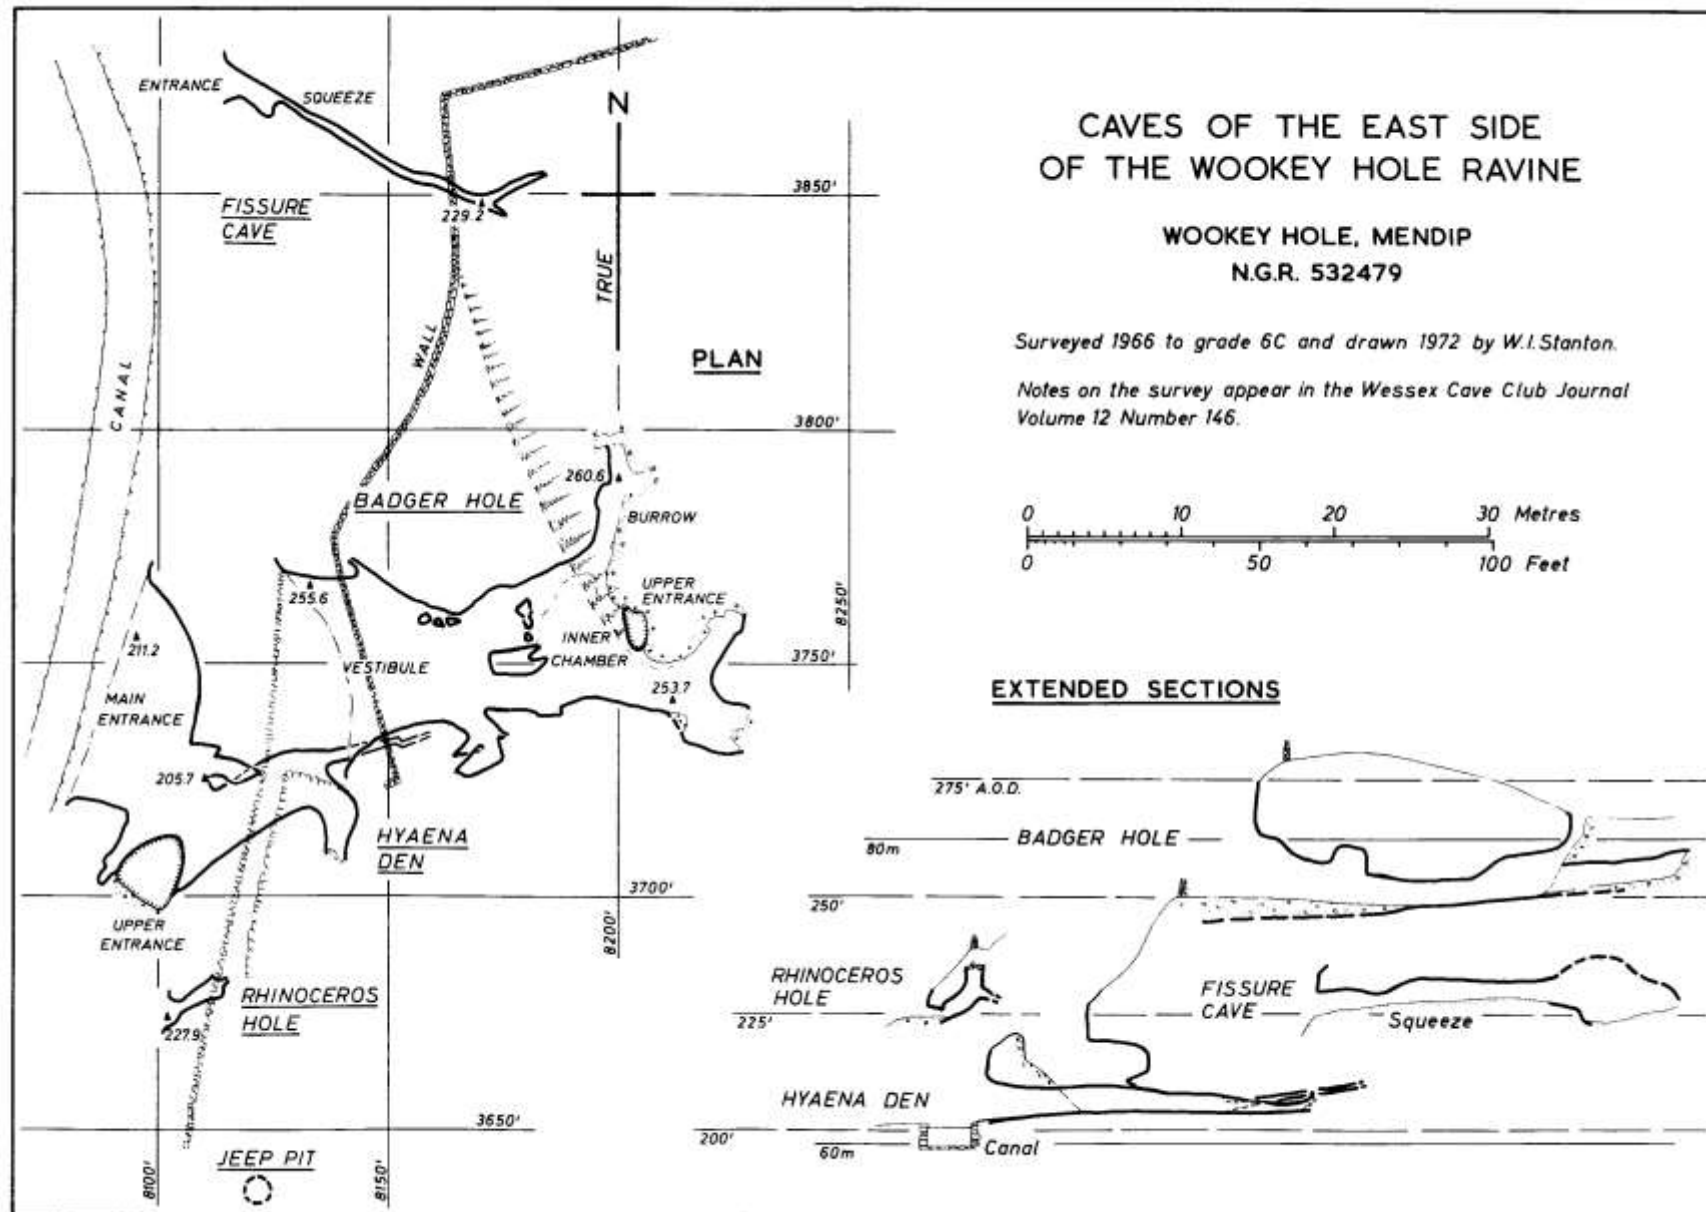 CAVES OF THE EAST SIDE
OF THE WOOKEY HOLE RAVINE
WOOKEY HOLE, MENDIP
N.G.R. 532479
Surveyed 1966 to grade 6C and drawn 1972 by W.I.Stanton.
Notes on the survey appear in the Wessex Cave Club Journal
Volume 12 Number 146.
0 10 20 30 Metres
0 50 100 Feet
PLAN
N
TRUE
ENTRANCE
SQUEEZE
FISSURE
CAVE
229.2
3850'
CANAL
WALL
3800'
BADGER HOLE
260.6
BURROW
UPPER
ENTRANCE
255.6
INNER
CHAMBER
VESTIBULE
211.2
3750'
8250'
253.7
MAIN
ENTRANCE
205.7
HYAENA
DEN
3700'
UPPER
ENTRANCE
8200'
RHINOCEROS
HOLE
227.9
3650'
JEEP PIT
8100'
8150'
EXTENDED SECTIONS
275' A.O.D.
BADGER HOLE
80m
250'
RHINOCEROS
HOLE
225'
FISSURE
CAVE
Squeeze
HYAENA DEN
200'
60m
Canal